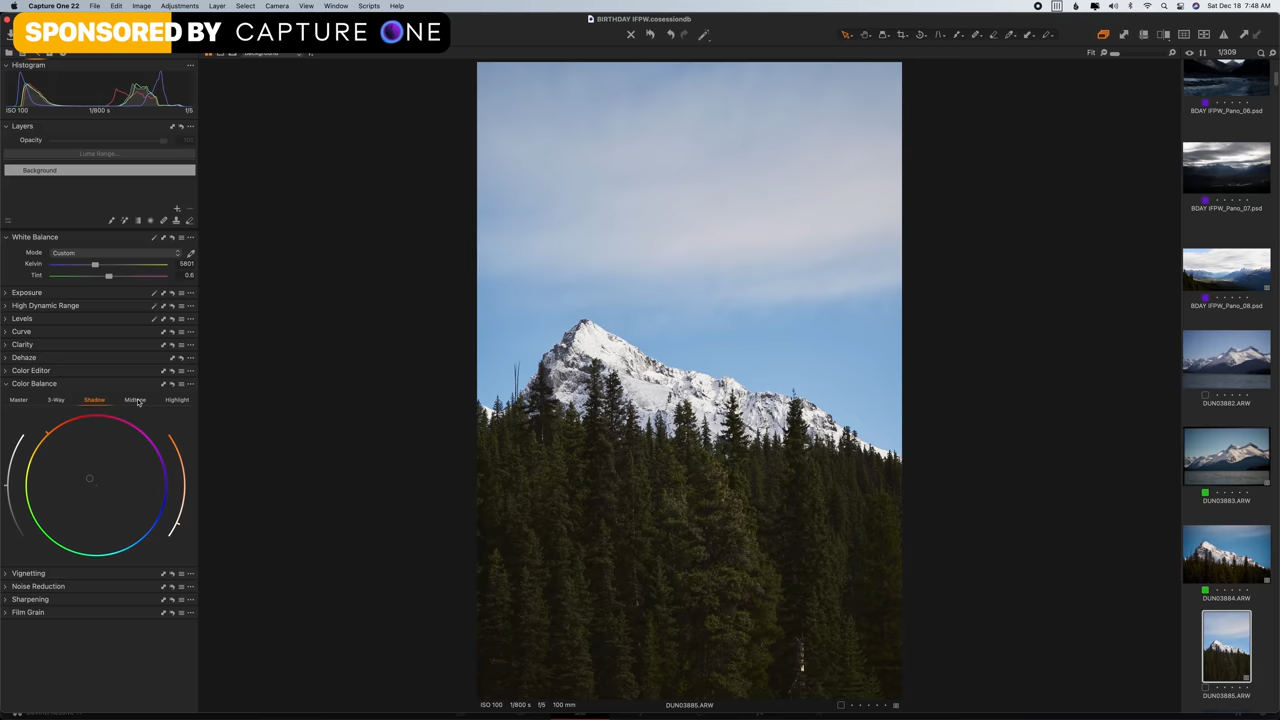 Capture One 22 File Edit Image Adjustments Layer Select Camera View Window Scripts Help Sat Dec 18 7:48 AM
BIRTHDAY IFPW.cosessiondb
SPONSORED BY CAPTURE ONE
Fit 1/309
Histogram
ISO 100 1/800 s f/5
Layers
Opacity 100
Luma Range...
Background
White Balance
Mode Custom
Kelvin 5801
Tint 0.6
Exposure
High Dynamic Range
Levels
Curve
Clarity
Dehaze
Color Editor
Color Balance
Master 3-Way Shadow Midtone Highlight
Vignetting
Noise Reduction
Sharpening
Film Grain
ISO 100 1/800 s f/5 100 mm DUN03885.ARW
BDAY IFPW_Pano_06.psd
BDAY IFPW_Pano_07.psd
BDAY IFPW_Pano_08.psd
DUN03882.ARW
DUN03883.ARW
DUN03884.ARW
DUN03885.ARW